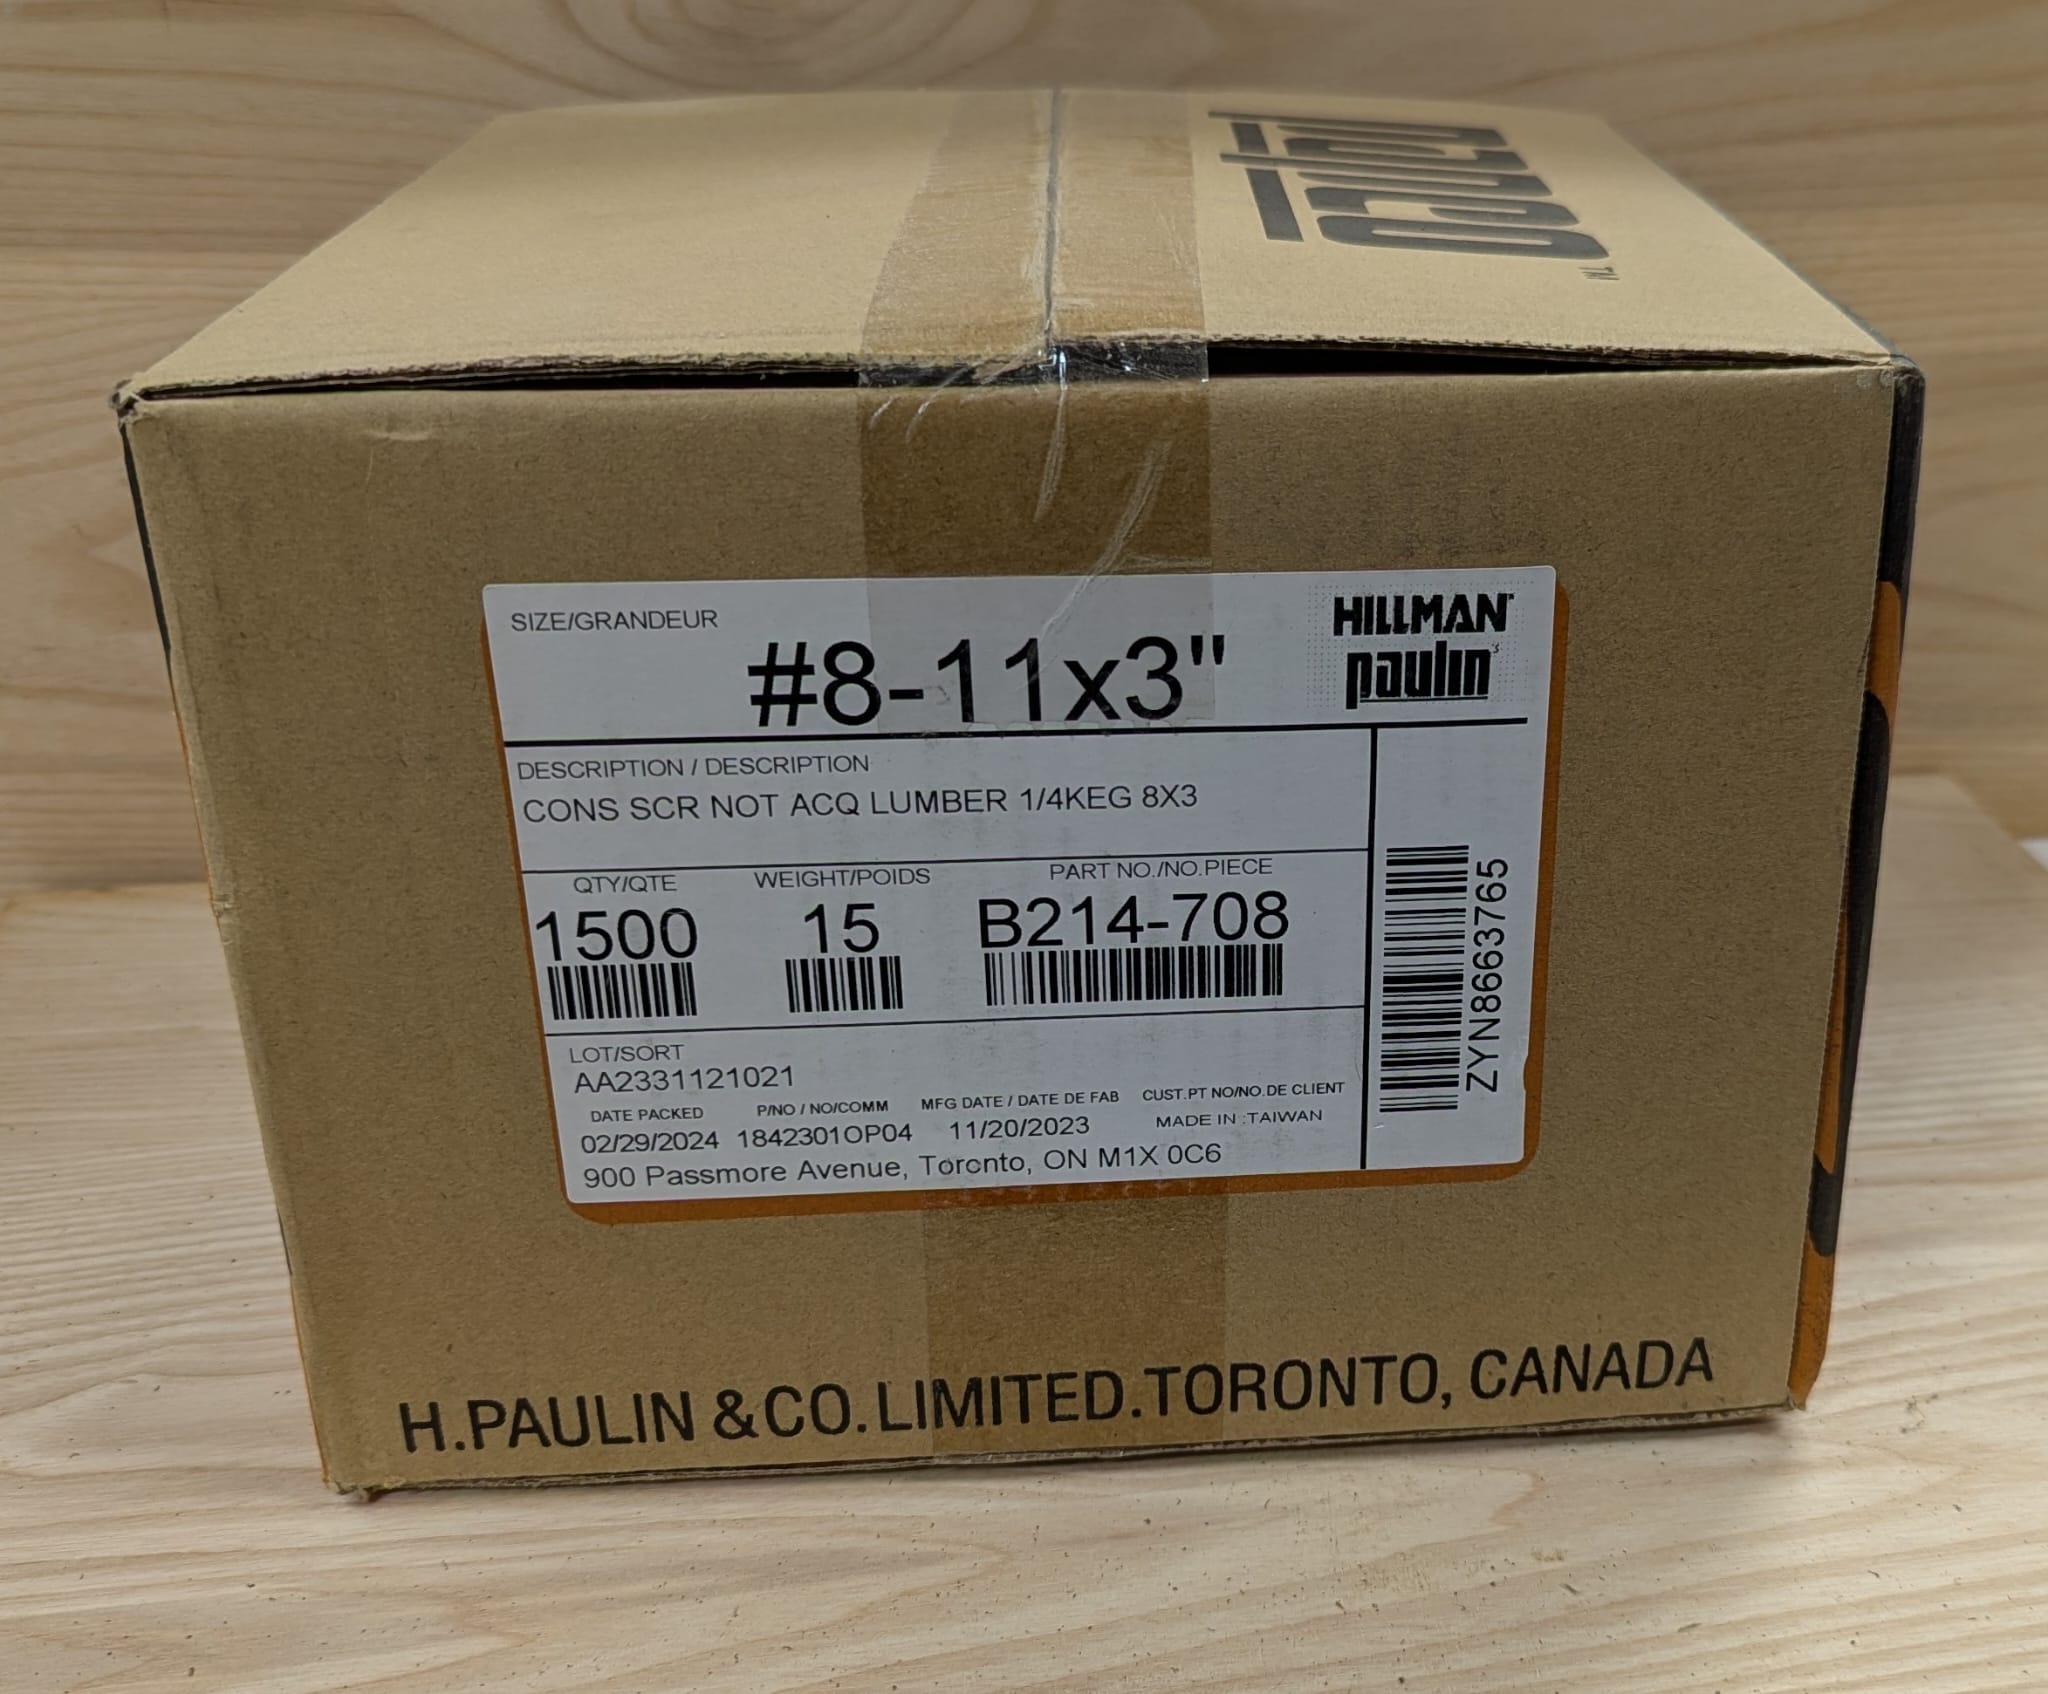 paulin™
SIZE/GRANDEUR
#8-11x3"
HILLMAN®
paulin
DESCRIPTION / DESCRIPTION
CONS SCR NOT ACQ LUMBER 1/4KEG 8X3
QTY/QTE WEIGHT/POIDS PART NO./NO.PIECE
1500 15 B214-708
ZYN8663765
LOT/SORT
AA2331121021
DATE PACKED P/NO / NO/COMM MFG DATE / DATE DE FAB CUST.PT NO/NO.DE CLIENT
02/29/2024 1842301OP04 11/20/2023 MADE IN :TAIWAN
900 Passmore Avenue, Toronto, ON M1X 0C6
H.PAULIN & CO. LIMITED. TORONTO, CANADA